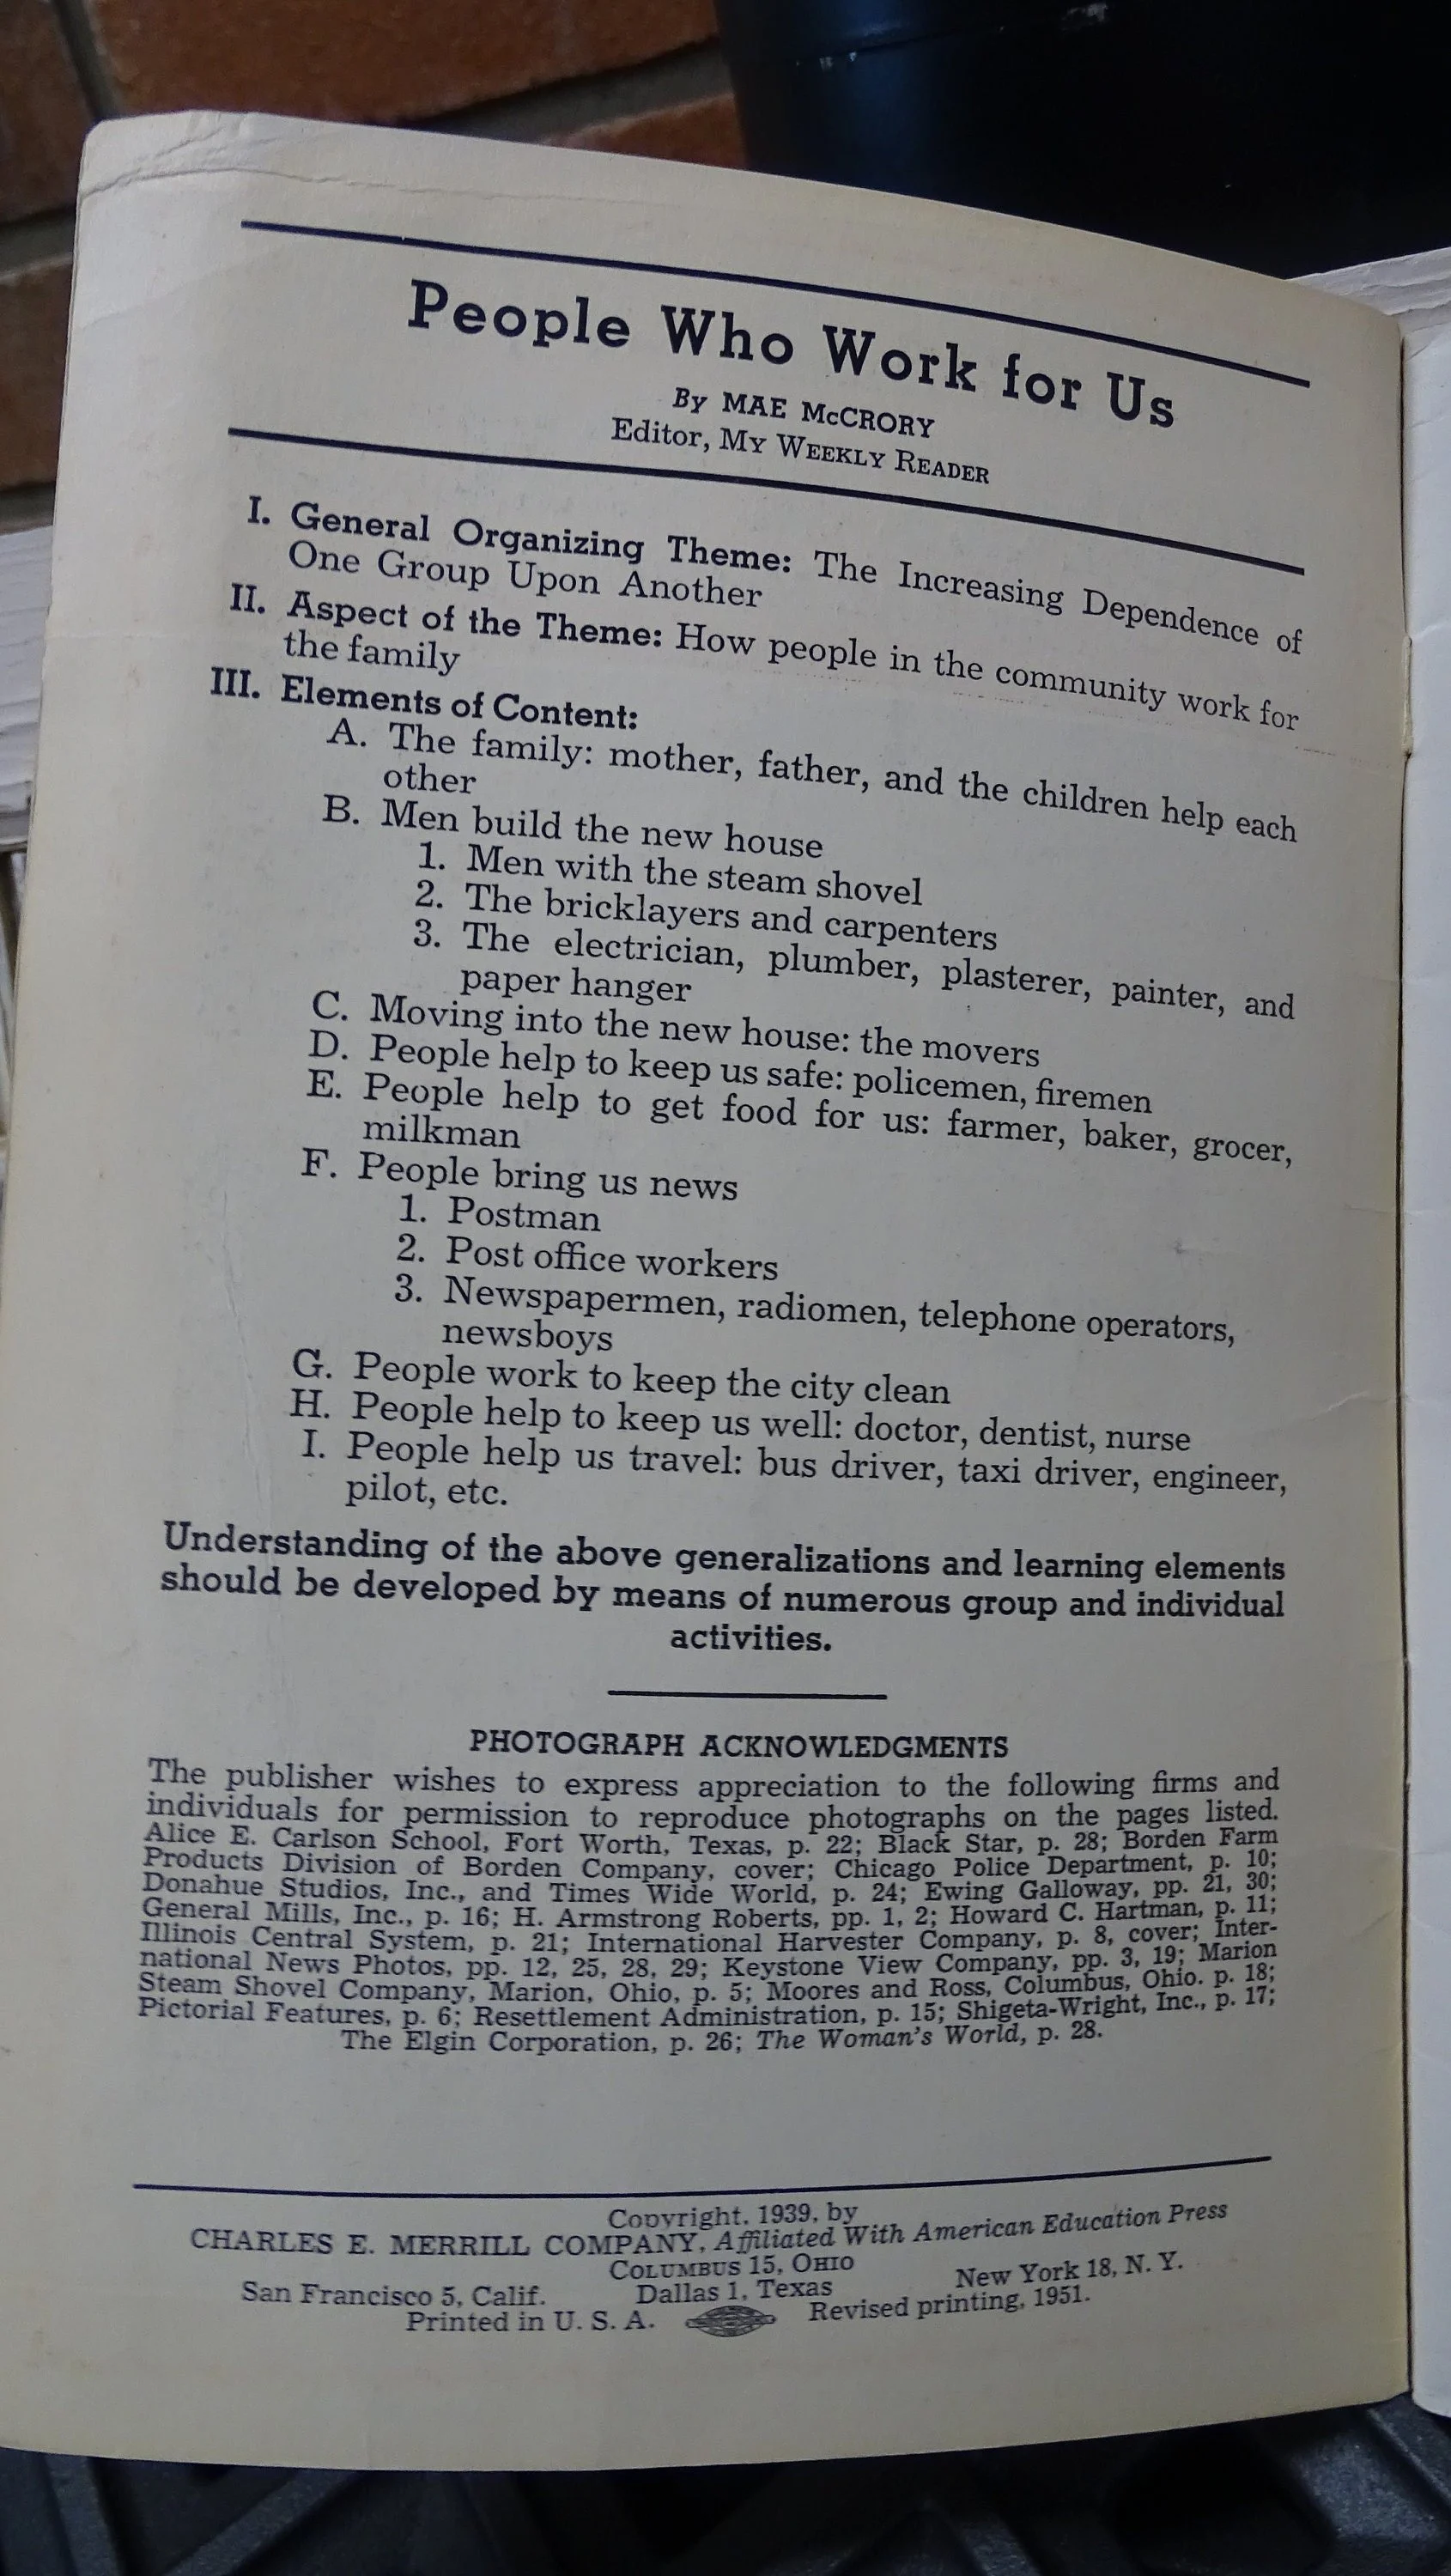 People Who Work for Us
By MAE McCRORY
Editor, MY WEEKLY READER
I. General Organizing Theme: The Increasing Dependence of
One Group Upon Another
II. Aspect of the Theme: How people in the community work for
the family
III. Elements of Content:
A. The family: mother, father, and the children help each
other
B. Men build the new house
1. Men with the steam shovel
2. The bricklayers and carpenters
3. The electrician, plumber, plasterer, painter, and
paper hanger
C. Moving into the new house: the movers
D. People help to keep us safe: policemen, firemen
E. People help to get food for us: farmer, baker, grocer,
milkman
F. People bring us news
1. Postman
2. Post office workers
3. Newspapermen, radiomen, telephone operators,
newsboys
G. People work to keep the city clean
H. People help to keep us well: doctor, dentist, nurse
I. People help us travel: bus driver, taxi driver, engineer,
pilot, etc.
Understanding of the above generalizations and learning elements
should be developed by means of numerous group and individual
activities.
PHOTOGRAPH ACKNOWLEDGMENTS
The publisher wishes to express appreciation to the following firms and
individuals for permission to reproduce photographs on the pages listed.
Alice E. Carlson School, Fort Worth, Texas, p. 22; Black Star, p. 28; Borden Farm
Products Division of Borden Company, cover; Chicago Police Department, p. 10;
Donahue Studios, Inc., and Times Wide World, p. 24; Ewing Galloway, pp. 21, 30;
General Mills, Inc., p. 16; H. Armstrong Roberts, pp. 1, 2; Howard C. Hartman, p. 11;
Illinois Central System, p. 21; International Harvester Company, p. 8, cover; Inter-
national News Photos, pp. 12, 25, 28, 29; Keystone View Company, pp. 3, 19; Marion
Steam Shovel Company, Marion, Ohio, p. 5; Moores and Ross, Columbus, Ohio. p. 18;
Pictorial Features, p. 6; Resettlement Administration, p. 15; Shigeta-Wright, Inc., p. 17;
The Elgin Corporation, p. 26; The Woman's World, p. 28.
Copyright, 1939, by
CHARLES E. MERRILL COMPANY, Affiliated With American Education Press
COLUMBUS 15, OHIO
San Francisco 5, Calif. Dallas 1, Texas New York 18, N. Y.
Printed in U. S. A. Revised printing, 1951.